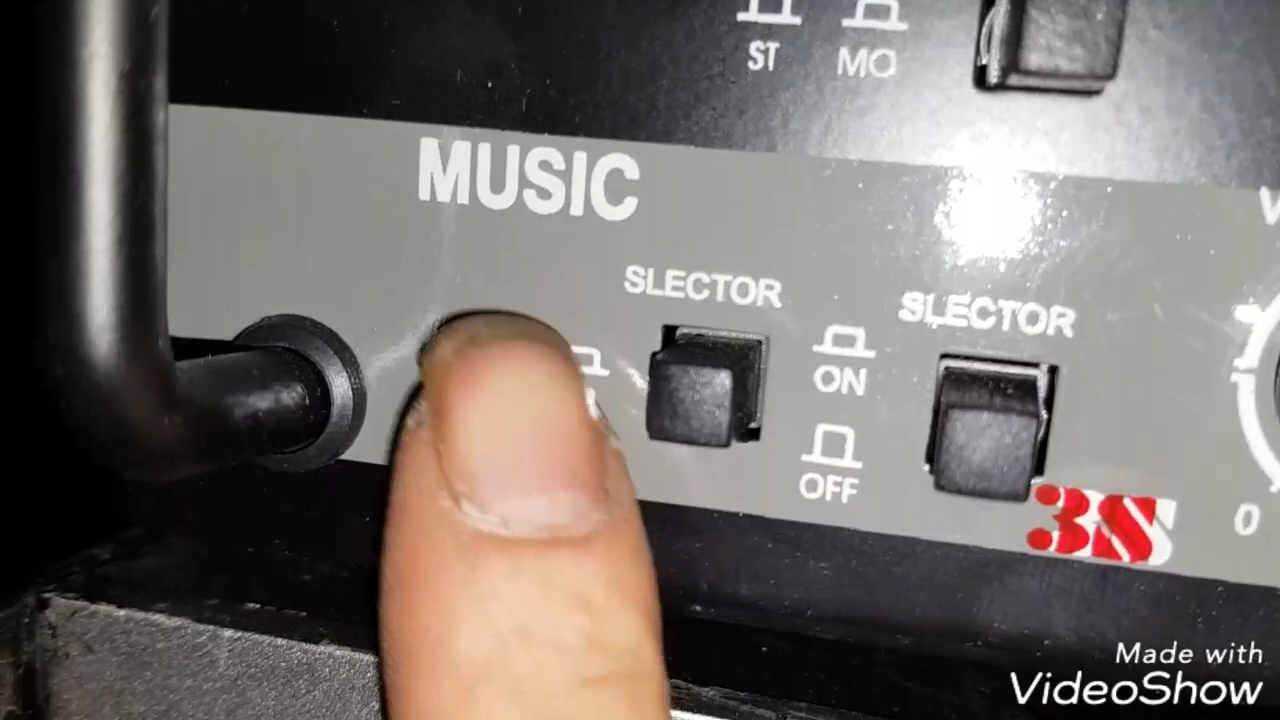 ST MO
MUSIC
SLECTOR
SLECTOR
ON
OFF
3S
0
Made with
VideoShow